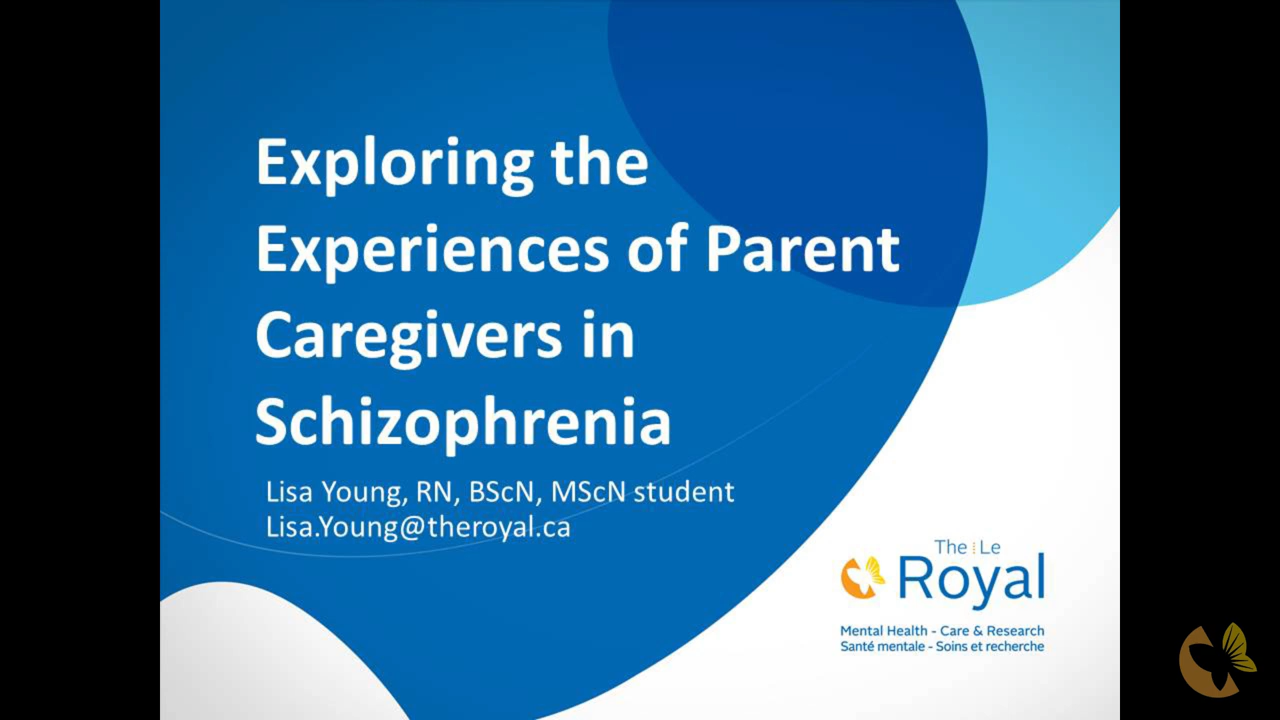 Exploring the
Experiences of Parent
Caregivers in
Schizophrenia
Lisa Young, RN, BScN, MScN student
Lisa.Young@theroyal.ca
The Le
Royal
Mental Health - Care & Research
Santé mentale - Soins et recherche